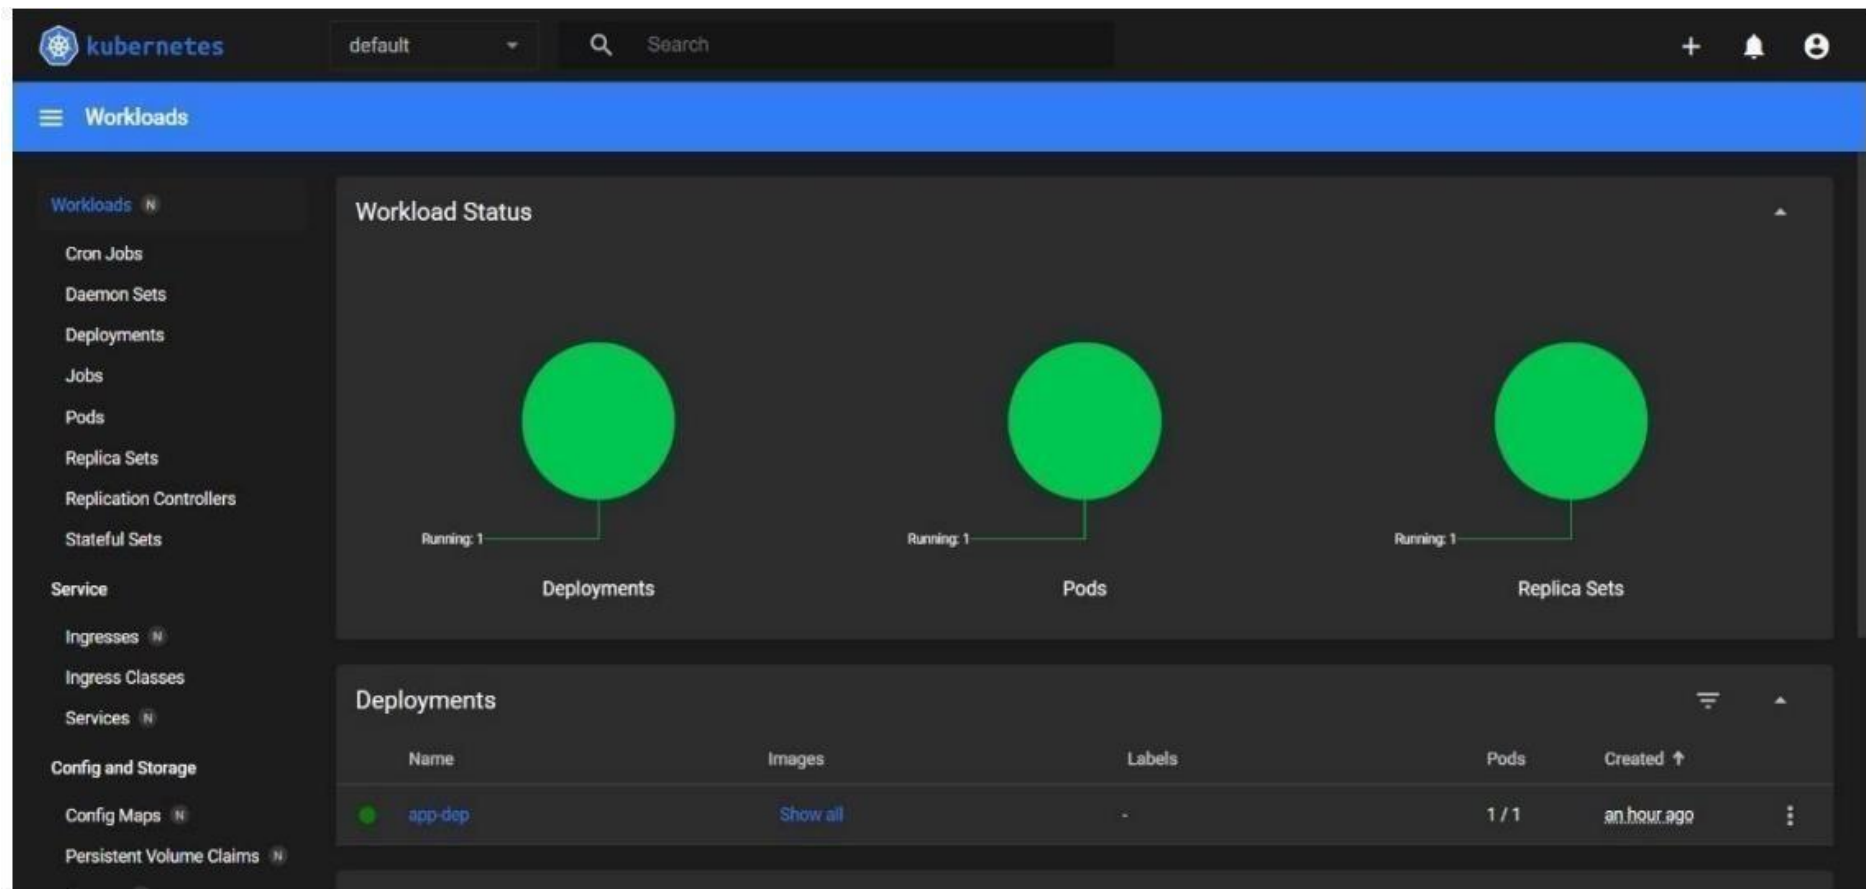 kubernetes
default
Search
Workloads
Workloads N
Cron Jobs
Daemon Sets
Deployments
Jobs
Pods
Replica Sets
Replication Controllers
Stateful Sets
Service
Ingresses N
Ingress Classes
Services N
Config and Storage
Config Maps N
Persistent Volume Claims N
Workload Status
Running: 1
Deployments
Running: 1
Pods
Running: 1
Replica Sets
Deployments
Name Images Labels Pods Created ↑
app-dep Show all - 1 / 1 an hour ago